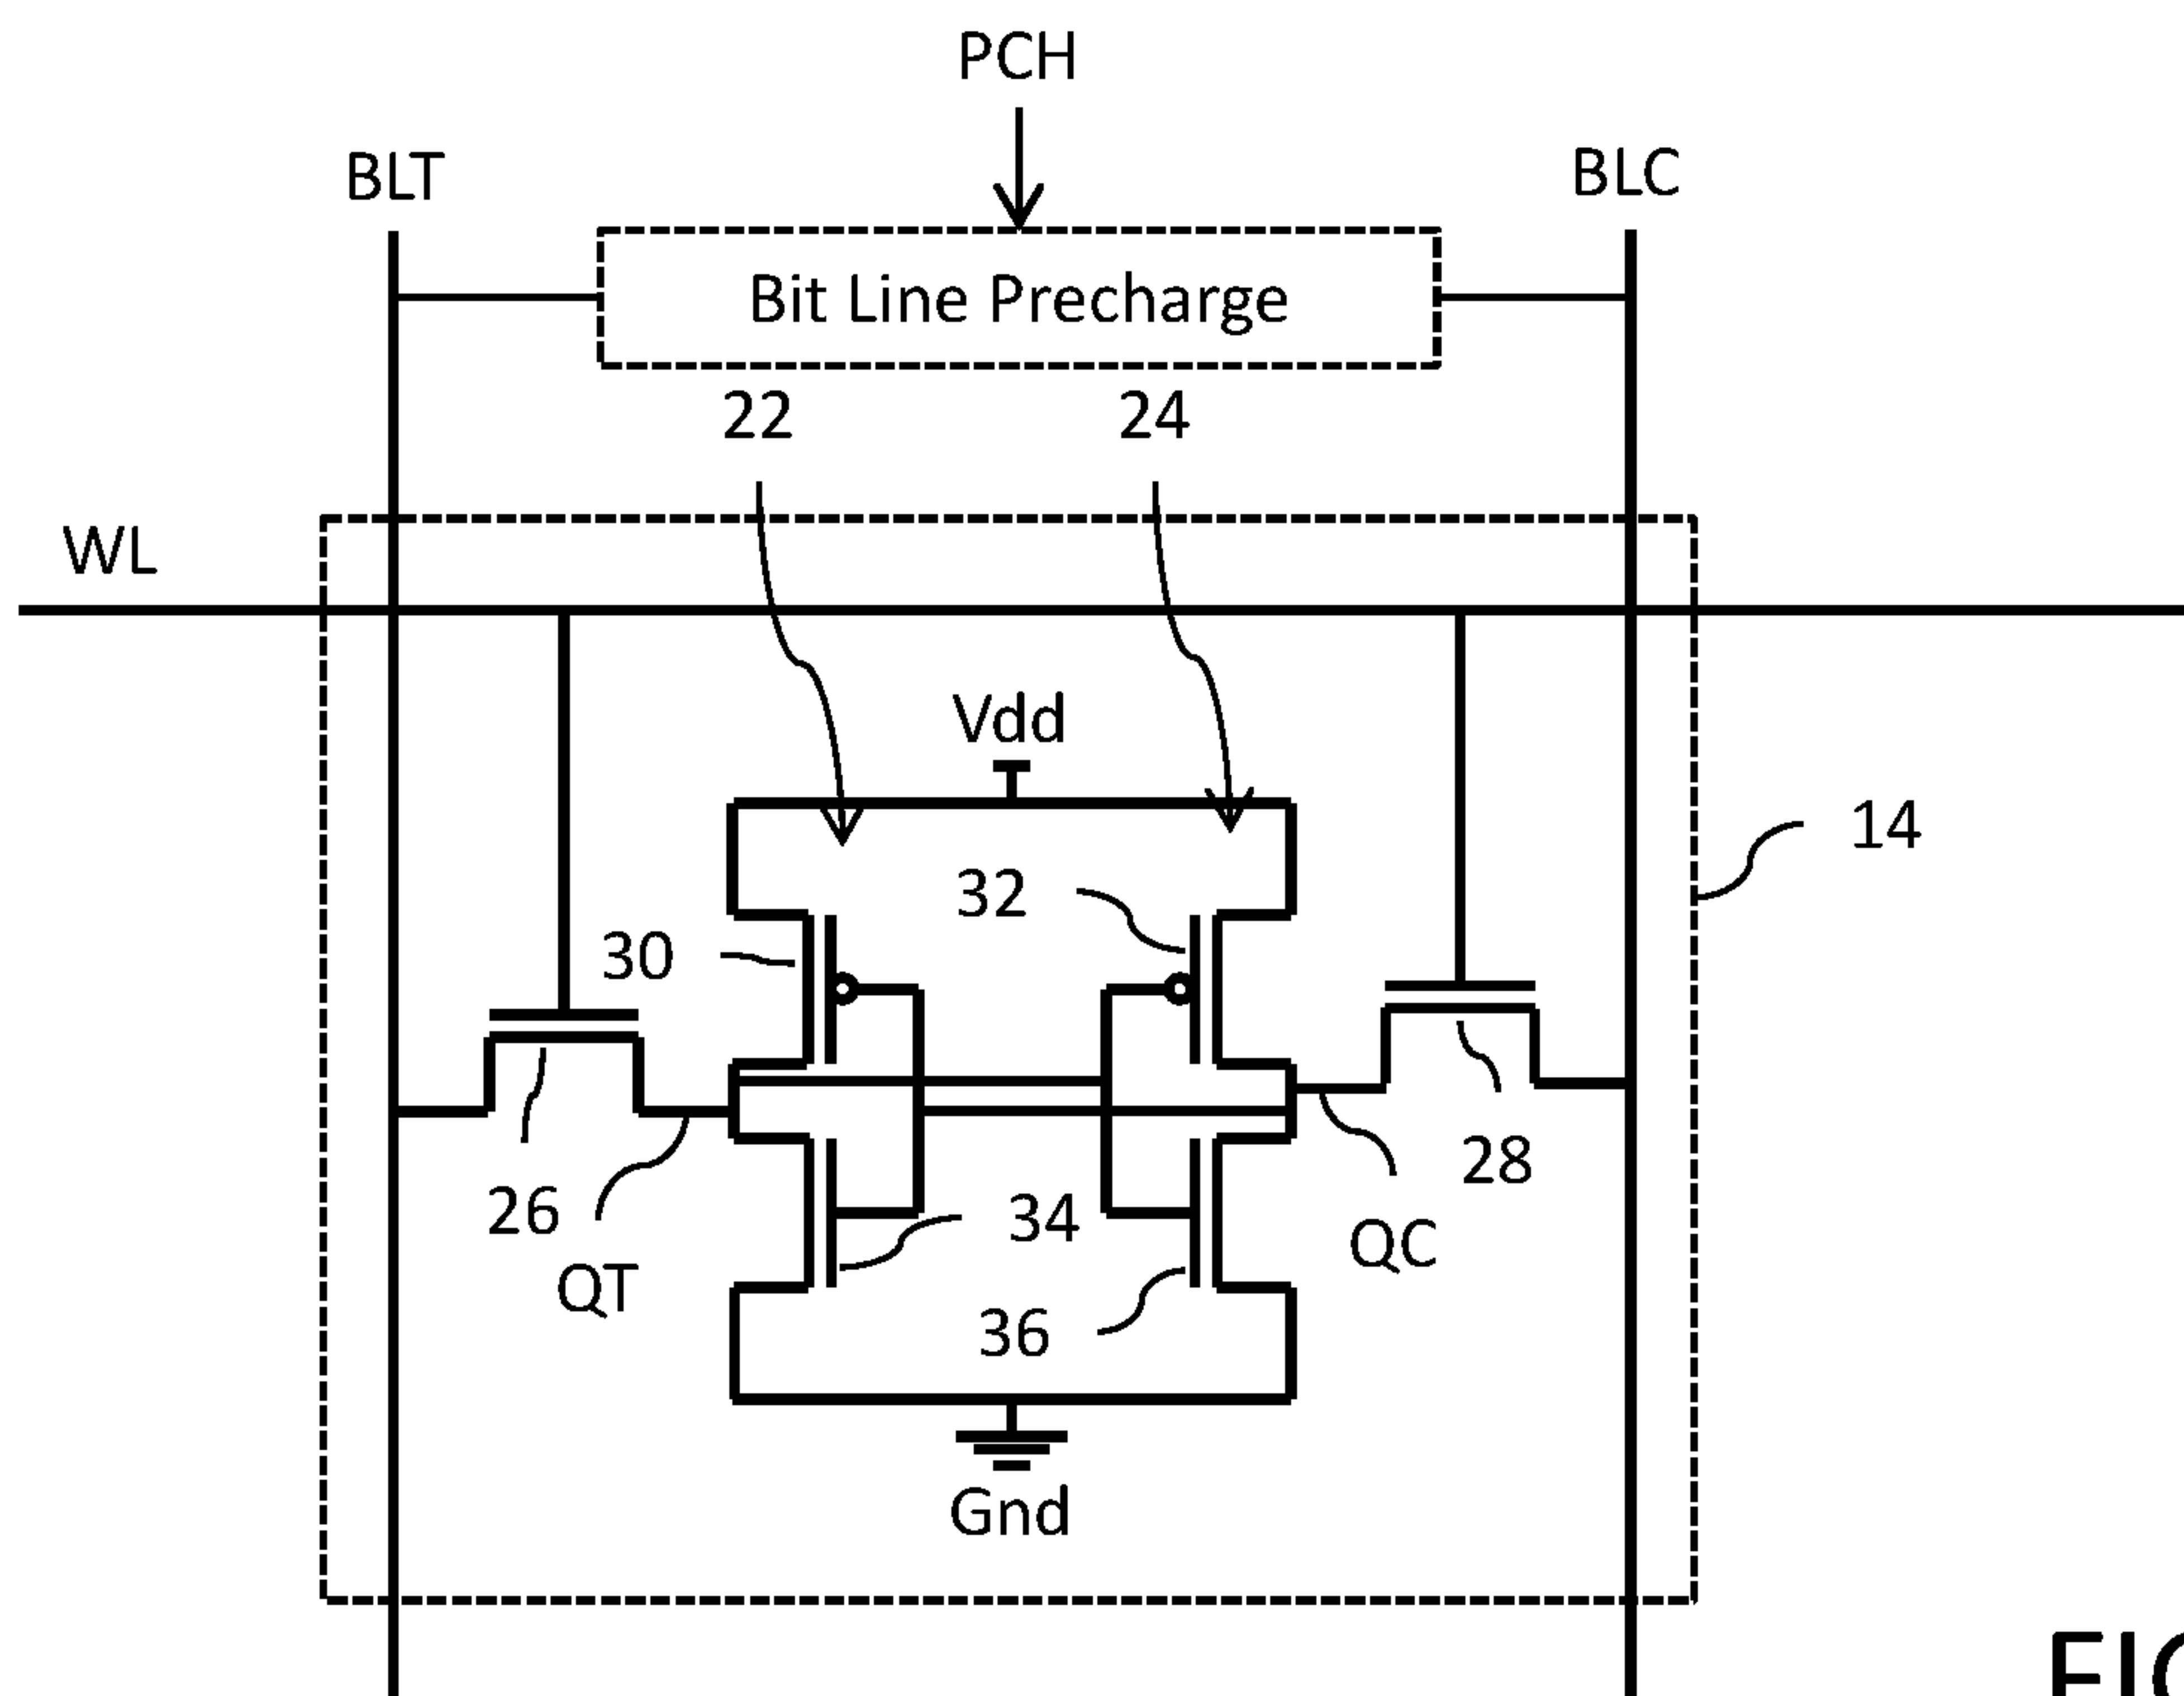 PCH
BLT
BLC
Bit Line Precharge
22
24
WL
Vdd
14
32
30
28
26
34
QC
QT
36
Gnd